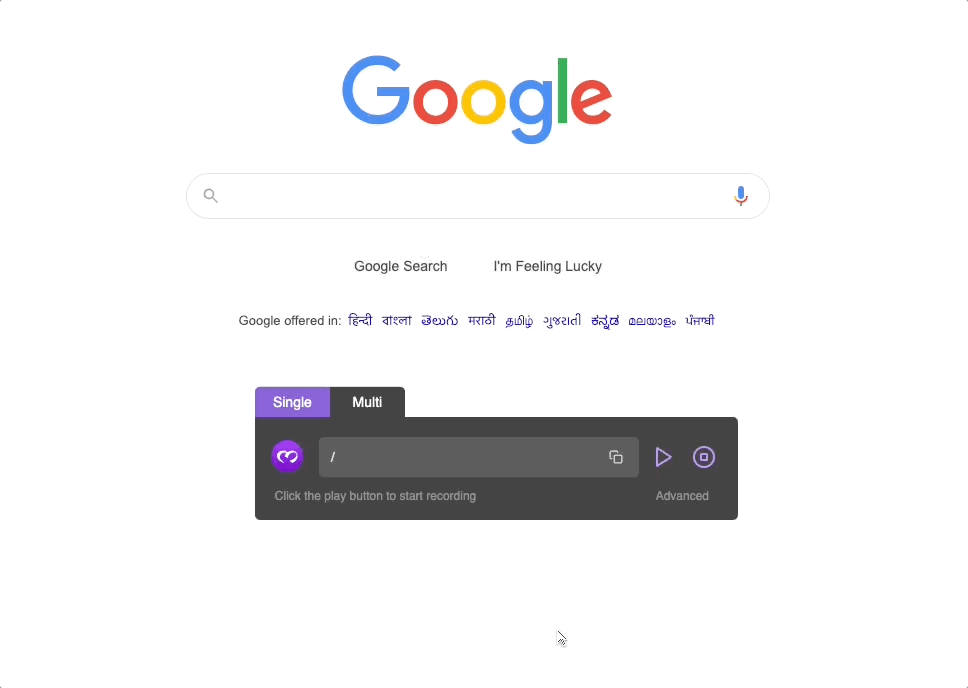 Google
Google Search I'm Feeling Lucky
Google offered in: हिन्दी বাংলা తెలుగు मराठी தமிழ் ગુજરાતી ಕನ್ನಡ മലയാളം ਪੰਜਾਬੀ
Single Multi
/
Click the play button to start recording Advanced